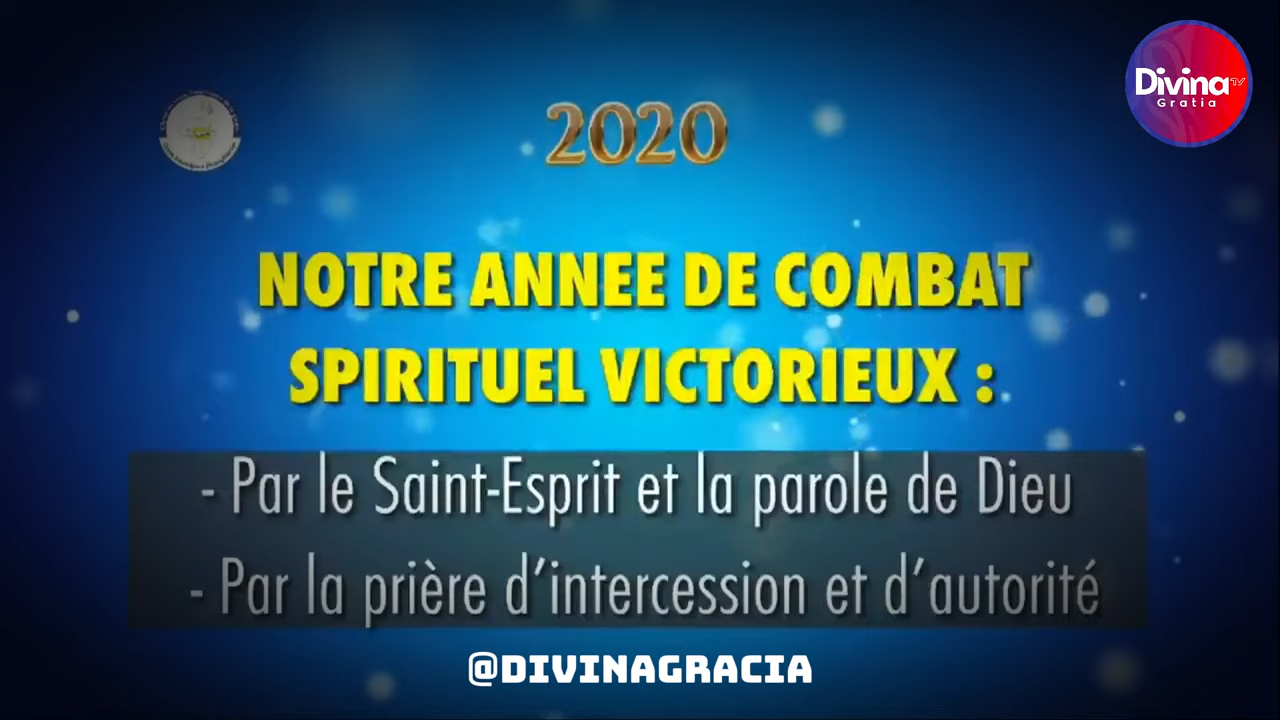 Divina TV
Gratia
2020
NOTRE ANNEE DE COMBAT
SPIRITUEL VICTORIEUX :
- Par le Saint-Esprit et la parole de Dieu
- Par la prière d'intercession et d'autorité
@DIVINAGRACIA